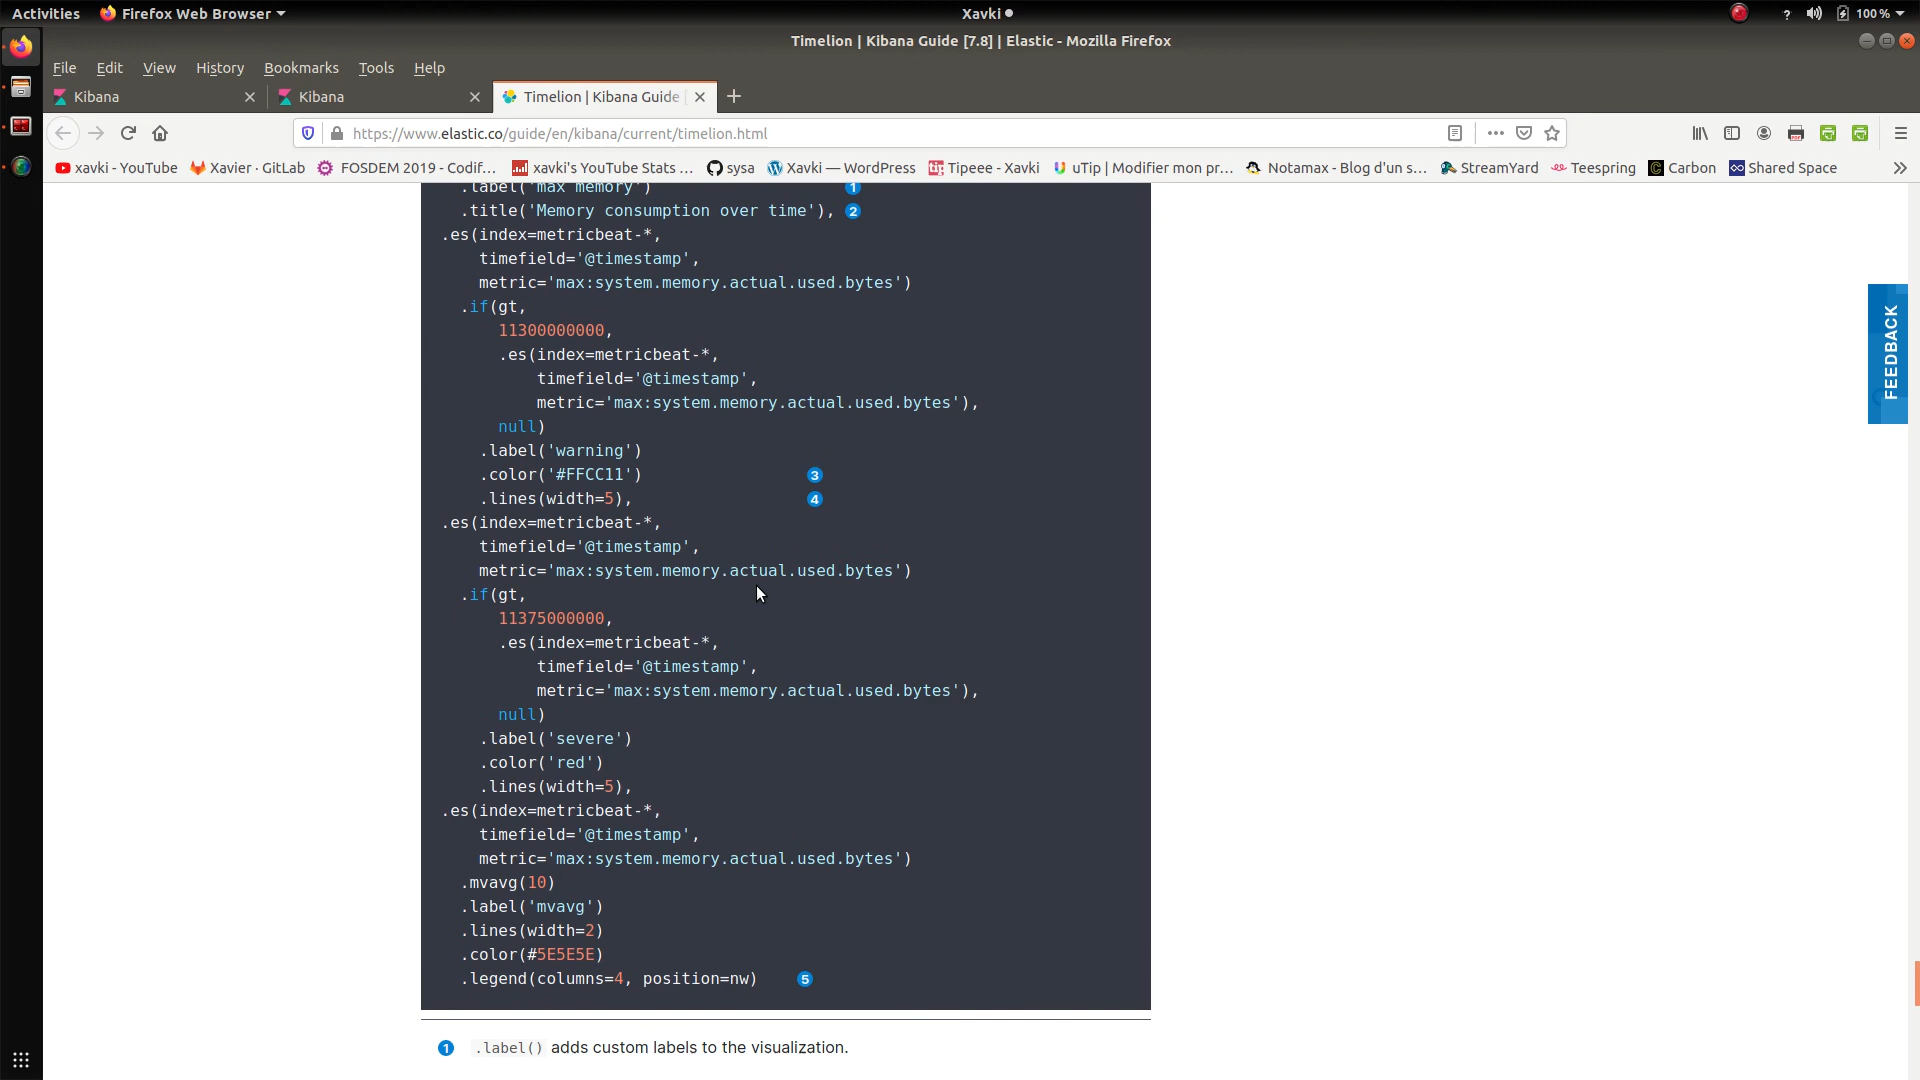 Activities Firefox Web Browser Xavki ? 100 %
Timelion | Kibana Guide [7.8] | Elastic - Mozilla Firefox
File Edit View History Bookmarks Tools Help
Kibana Kibana Timelion | Kibana Guide
https://www.elastic.co/guide/en/kibana/current/timelion.html
xavki - YouTube Xavier · GitLab FOSDEM 2019 - Codif... xavki's YouTube Stats ... sysa Xavki — WordPress Tipeee - Xavki uTip | Modifier mon pr... Notamax - Blog d'un s... StreamYard Teespring Carbon Shared Space
.label('max memory') 1
.title('Memory consumption over time'), 2
.es(index=metricbeat-*,
timefield='@timestamp',
metric='max:system.memory.actual.used.bytes')
.if(gt,
11300000000,
.es(index=metricbeat-*,
timefield='@timestamp',
metric='max:system.memory.actual.used.bytes'),
null)
.label('warning')
.color('#FFCC11') 3
.lines(width=5), 4
.es(index=metricbeat-*,
timefield='@timestamp',
metric='max:system.memory.actual.used.bytes')
.if(gt,
11375000000,
.es(index=metricbeat-*,
timefield='@timestamp',
metric='max:system.memory.actual.used.bytes'),
null)
.label('severe')
.color('red')
.lines(width=5),
.es(index=metricbeat-*,
timefield='@timestamp',
metric='max:system.memory.actual.used.bytes')
.mvavg(10)
.label('mvavg')
.lines(width=2)
.color(#5E5E5E)
.legend(columns=4, position=nw) 5
1 .label() adds custom labels to the visualization.
FEEDBACK